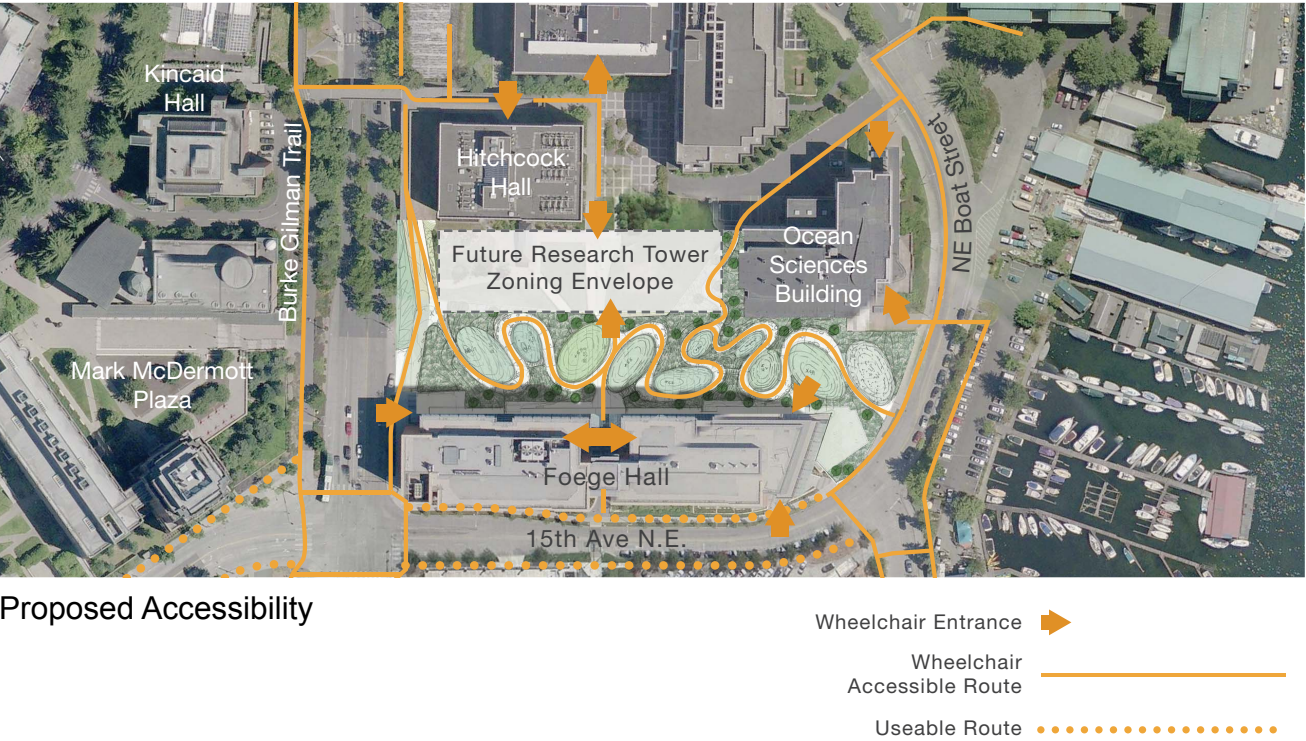 Kincaid
Hall
Burke Gilman Trail
Hitchcock
Hall
NE Boat Street
Future Research Tower
Zoning Envelope
Ocean
Sciences
Building
Mark McDermott
Plaza
Foege Hall
15th Ave N.E.
Proposed Accessibility
Wheelchair Entrance
Wheelchair
Accessible Route
Useable Route